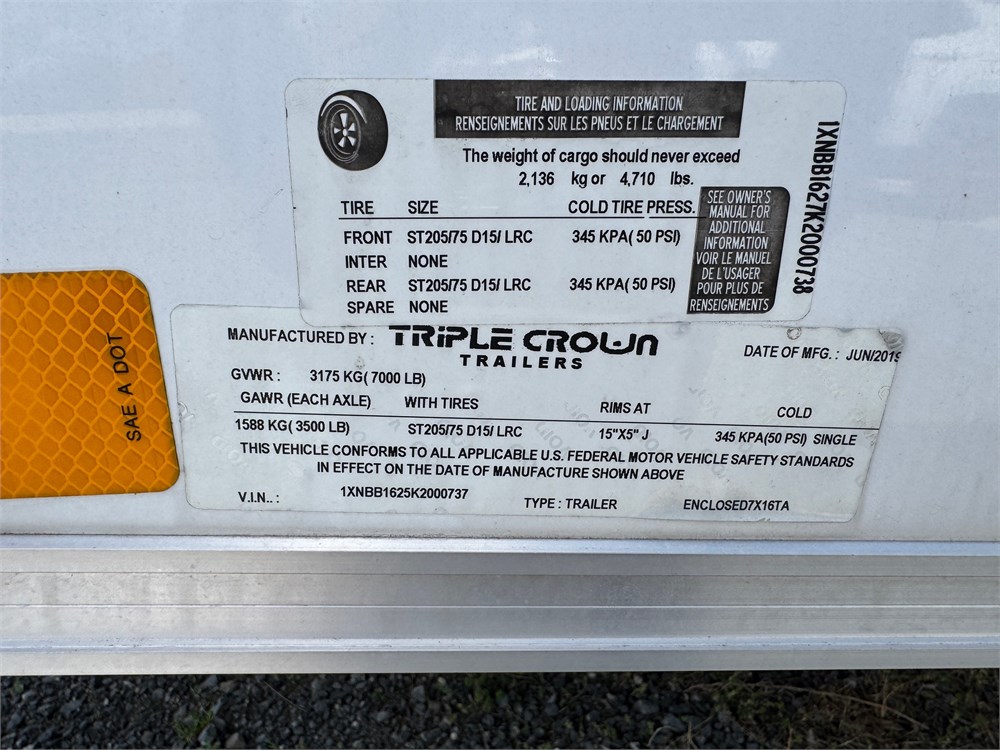 TIRE AND LOADING INFORMATION
RENSEIGNEMENTS SUR LES PNEUS ET LE CHARGEMENT
The weight of cargo should never exceed
2,136 kg or 4,710 lbs.
TIRE SIZE COLD TIRE PRESS.
FRONT ST205/75 D15/ LRC 345 KPA( 50 PSI)
INTER NONE
REAR ST205/75 D15/ LRC 345 KPA( 50 PSI)
SPARE NONE
SEE OWNER'S
MANUAL FOR
ADDITIONAL
INFORMATION
VOIR LE MANUEL
DE L'USAGER
POUR PLUS DE
RENSEIGNEMENTS
1XNBB1627K2000738
SAE A DOT
MANUFACTURED BY : TRIPLE CROWN
TRAILERS
DATE OF MFG. : JUN/2019
GVWR : 3175 KG( 7000 LB)
GAWR (EACH AXLE) WITH TIRES RIMS AT COLD
1588 KG( 3500 LB) ST205/75 D15/ LRC 15"X5" J 345 KPA(50 PSI) SINGLE
THIS VEHICLE CONFORMS TO ALL APPLICABLE U.S. FEDERAL MOTOR VEHICLE SAFETY STANDARDS
IN EFFECT ON THE DATE OF MANUFACTURE SHOWN ABOVE
V.I.N.. : 1XNBB1625K2000737 TYPE : TRAILER ENCLOSED7X16TA